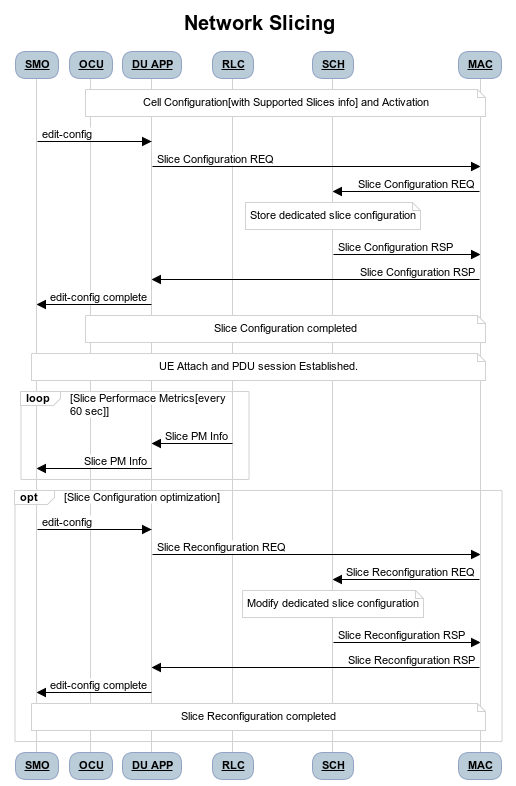 Network Slicing
SMO OCU DU APP RLC SCH MAC
Cell Configuration[with Supported Slices info] and Activation
edit-config
Slice Configuration REQ
Slice Configuration REQ
Store dedicated slice configuration
Slice Configuration RSP
Slice Configuration RSP
edit-config complete
Slice Configuration completed
UE Attach and PDU session Established.
loop [Slice Performace Metrics[every
60 sec]]
Slice PM Info
Slice PM Info
opt [Slice Configuration optimization]
edit-config
Slice Reconfiguration REQ
Slice Reconfiguration REQ
Modify dedicated slice configuration
Slice Reconfiguration RSP
Slice Reconfiguration RSP
edit-config complete
Slice Reconfiguration completed
SMO OCU DU APP RLC SCH MAC